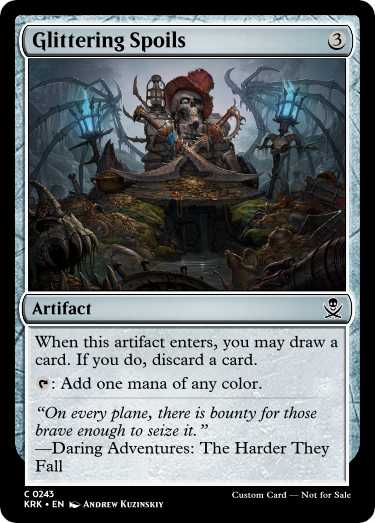 Glittering Spoils 3
Artifact
When this artifact enters, you may draw a
card. If you do, discard a card.
: Add one mana of any color.
“On every plane, there is bounty for those
brave enough to seize it.”
—Daring Adventures: The Harder They
Fall
C 0243
KRK • EN Andrew Kuzinskiy
Custom Card — Not for Sale